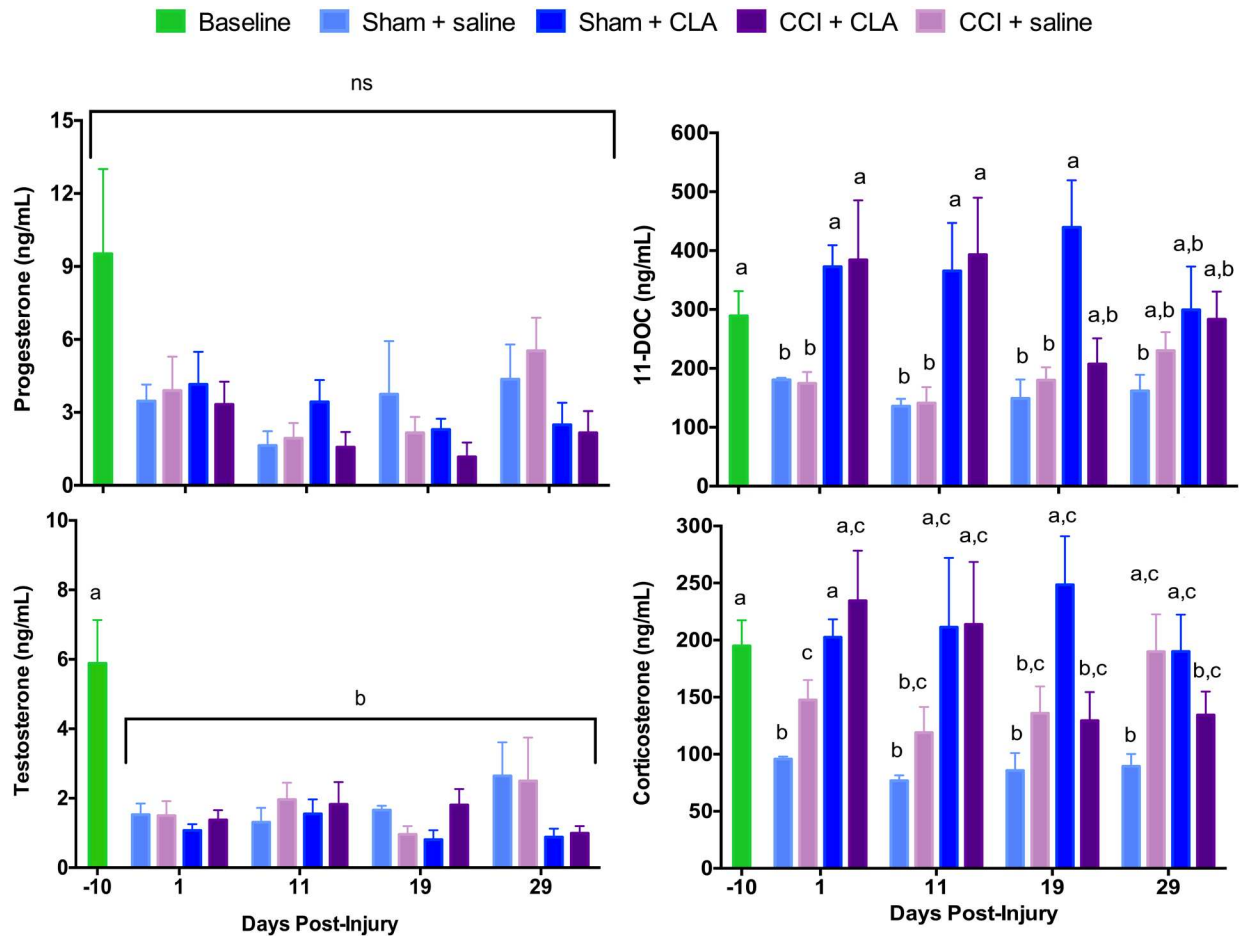 Baseline Sham + saline Sham + CLA CCI + CLA CCI + saline
ns
Progesterone (ng/mL)
15
12
9
6
3
0
11-DOC (ng/mL)
600
500
400
300
200
100
0
a
b b a a
b b a a
b b a a,b
b a,b a,b a,b
Testosterone (ng/mL)
10
8
6
4
2
0
a
b
-10 1 11 19 29
Days Post-Injury
Corticosterone (ng/mL)
300
250
200
150
100
50
0
a
b c a a,c
b b,c a,c a,c
b b,c a,c b,c
b a,c a,c b,c
-10 1 11 19 29
Days Post-Injury